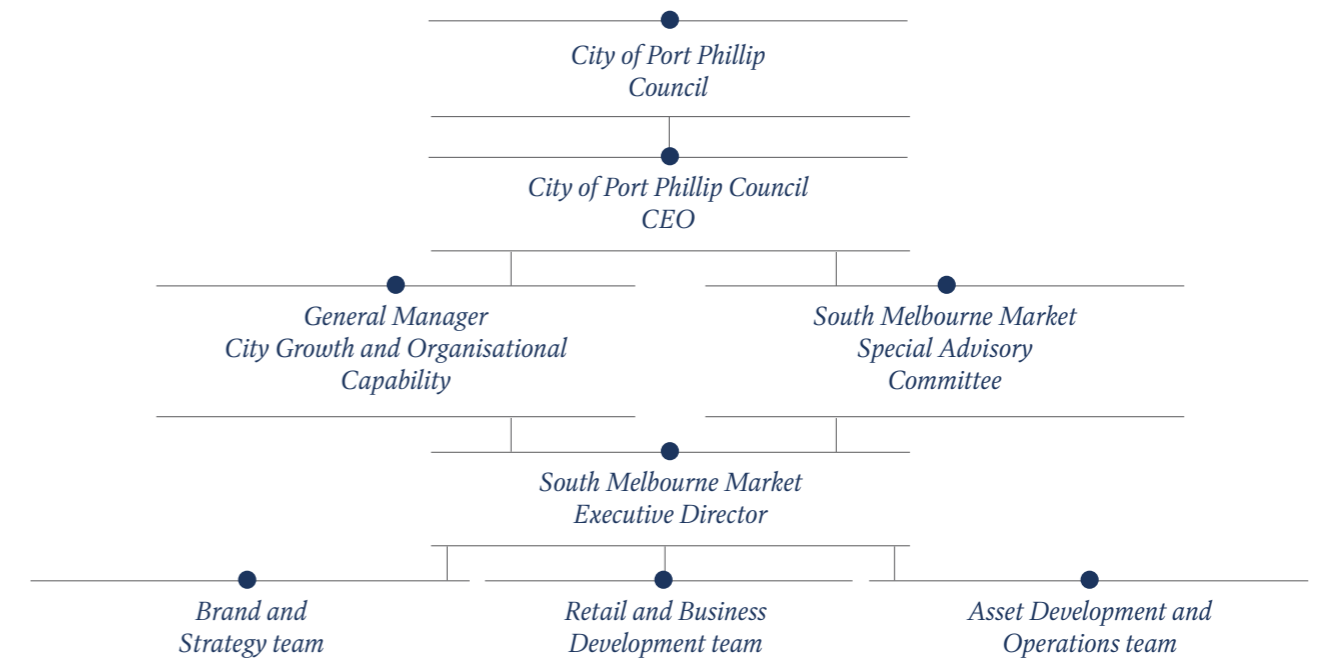 City of Port Phillip
Council
City of Port Phillip Council
CEO
General Manager
City Growth and Organisational
Capability
South Melbourne Market
Special Advisory
Committee
South Melbourne Market
Executive Director
Brand and
Strategy team
Retail and Business
Development team
Asset Development and
Operations team